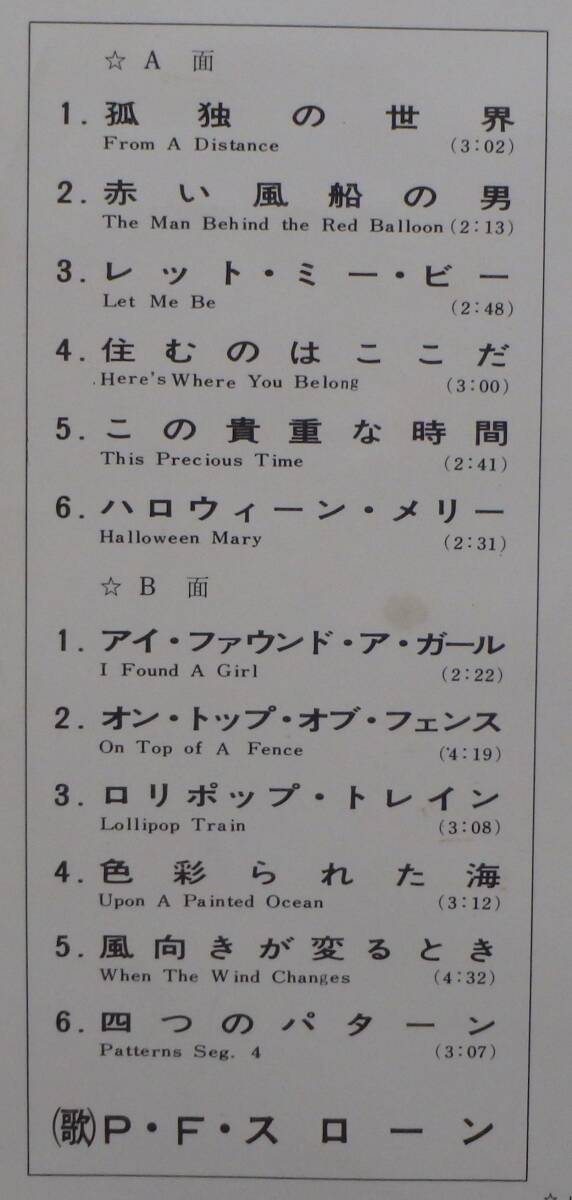 ☆ A 面
1. 孤独の世界
From A Distance (3:02)
2. 赤い風船の男
The Man Behind the Red Balloon (2:13)
3. レット・ミー・ビー
Let Me Be (2:48)
4. 住むのはここだ
Here's Where You Belong (3:00)
5. この貴重な時間
This Precious Time (2:41)
6. ハロウィーン・メリー
Halloween Mary (2:31)
☆ B 面
1. アイ・ファウンド・ア・ガール
I Found A Girl (2:22)
2. オン・トップ・オブ・フェンス
On Top of A Fence (4:19)
3. ロリポップ・トレイン
Lollipop Train (3:08)
4. 色彩られた海
Upon A Painted Ocean (3:12)
5. 風向きが変るとき
When The Wind Changes (4:32)
6. 四つのパターン
Patterns Seg. 4 (3:07)
(歌) P・F・スローン
☆